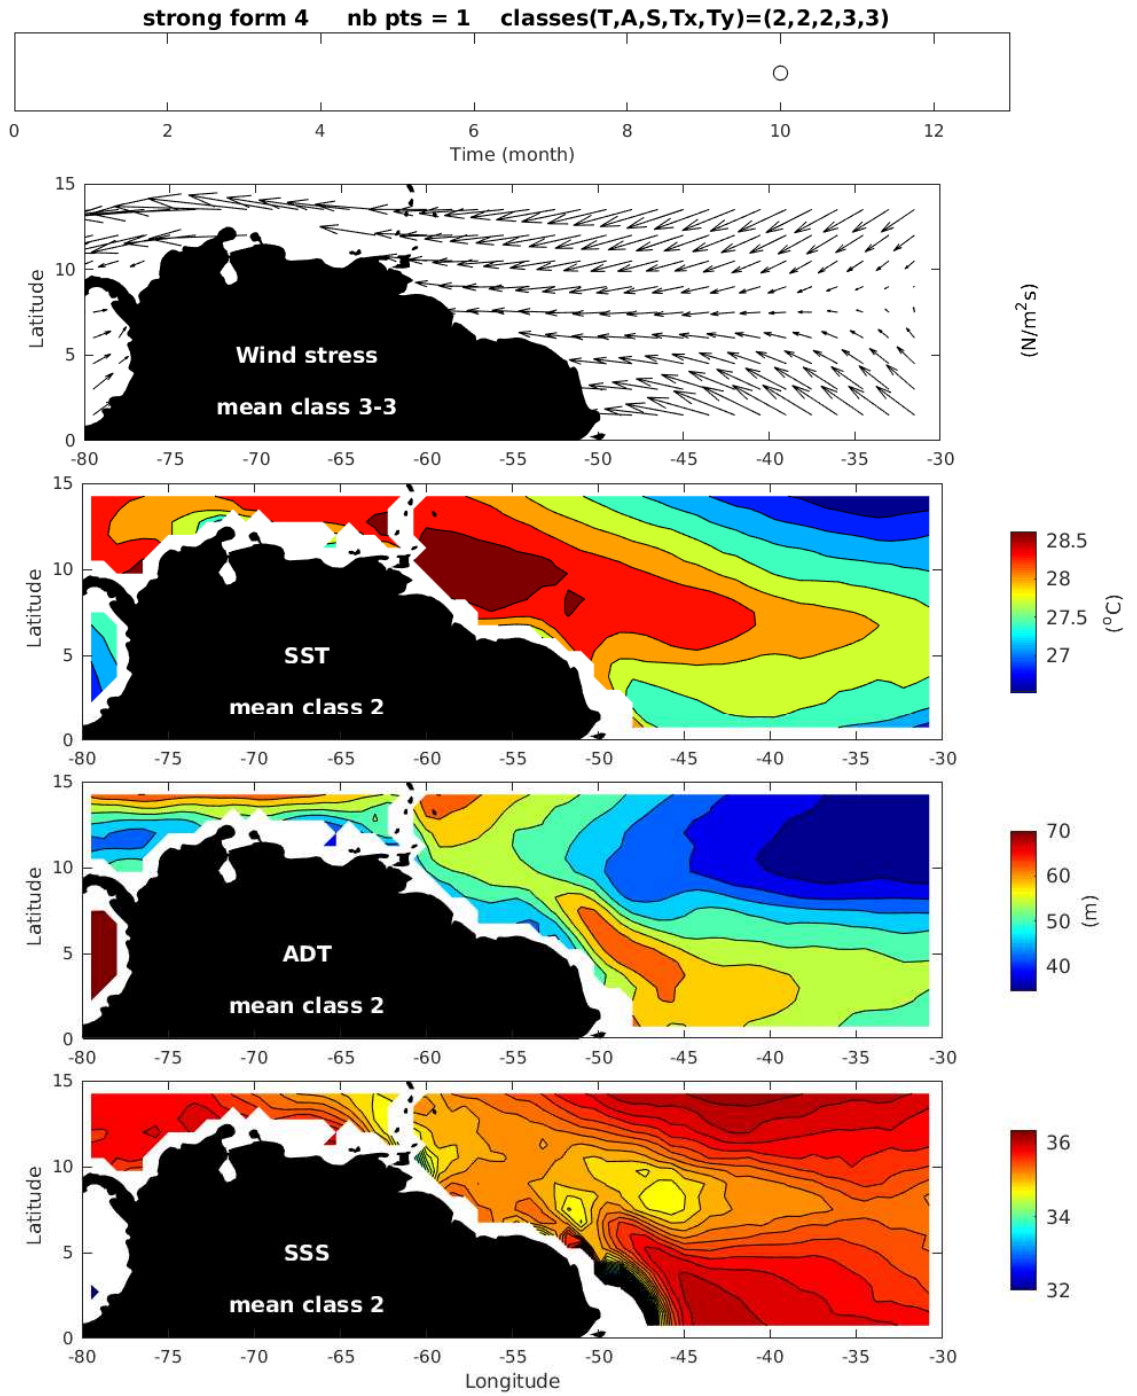 strong form 4 nb pts = 1 classes(T,A,S,Tx,Ty)=(2,2,2,3,3)
0 2 4 6 8 10 12
Time (month)
15
10
5
0
Latitude
Wind stress
mean class 3-3
(N/m²s)
-80 -75 -70 -65 -60 -55 -50 -45 -40 -35 -30
15
10
5
0
Latitude
SST
mean class 2
28.5
28
27.5
27
(°C)
-80 -75 -70 -65 -60 -55 -50 -45 -40 -35 -30
15
10
5
0
Latitude
ADT
mean class 2
70
60
50
40
(m)
-80 -75 -70 -65 -60 -55 -50 -45 -40 -35 -30
15
10
5
0
Latitude
SSS
mean class 2
36
34
32
-80 -75 -70 -65 -60 -55 -50 -45 -40 -35 -30
Longitude